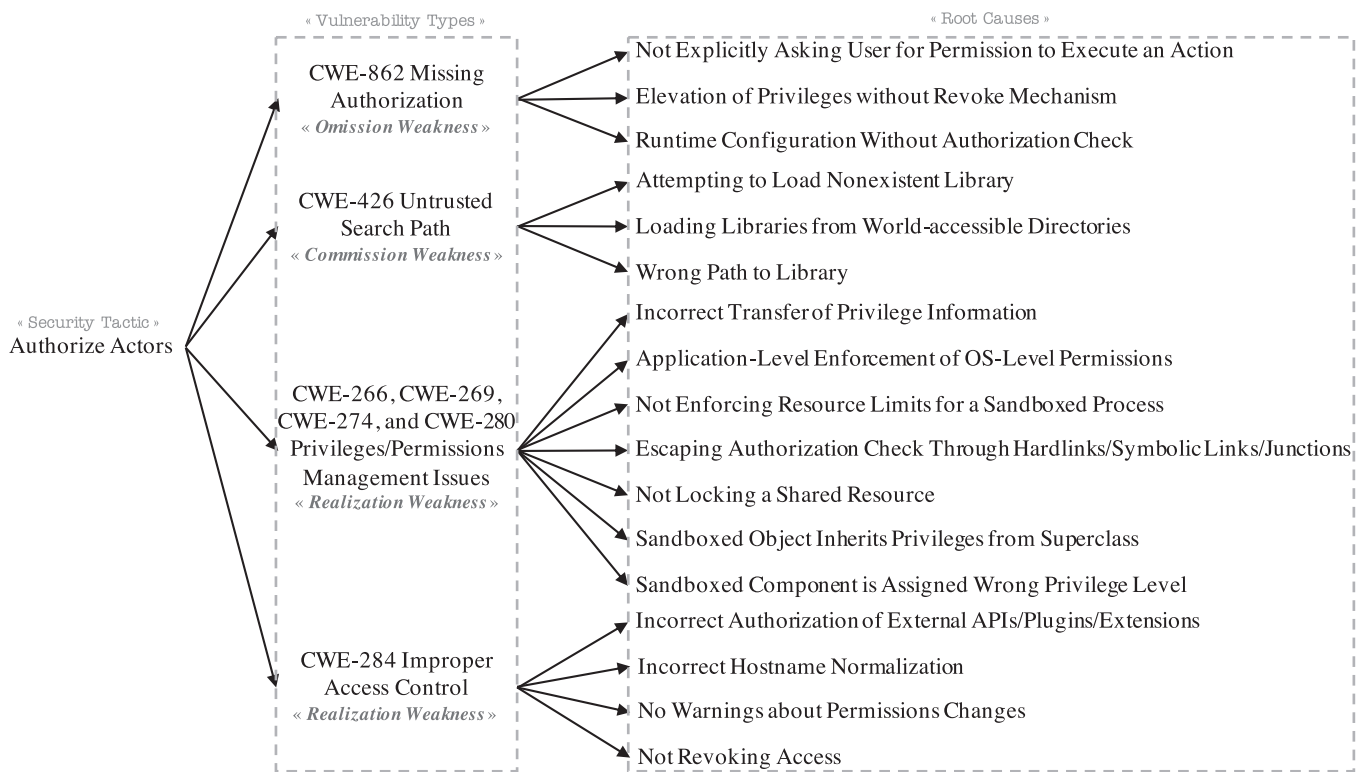 « Vulnerability Types »
« Root Causes »
« Security Tactic »
Authorize Actors
CWE-862 Missing
Authorization
« Omission Weakness »
CWE-426 Untrusted
Search Path
« Commission Weakness »
CWE-266, CWE-269,
CWE-274, and CWE-280
Privileges/Permissions
Management Issues
« Realization Weakness »
CWE-284 Improper
Access Control
« Realization Weakness »
Not Explicitly Asking User for Permission to Execute an Action
Elevation of Privileges without Revoke Mechanism
Runtime Configuration Without Authorization Check
Attempting to Load Nonexistent Library
Loading Libraries from World-accessible Directories
Wrong Path to Library
Incorrect Transfer of Privilege Information
Application-Level Enforcement of OS-Level Permissions
Not Enforcing Resource Limits for a Sandboxed Process
Escaping Authorization Check Through Hardlinks/Symbolic Links/Junctions
Not Locking a Shared Resource
Sandboxed Object Inherits Privileges from Superclass
Sandboxed Component is Assigned Wrong Privilege Level
Incorrect Authorization of External APIs/Plugins/Extensions
Incorrect Hostname Normalization
No Warnings about Permissions Changes
Not Revoking Access